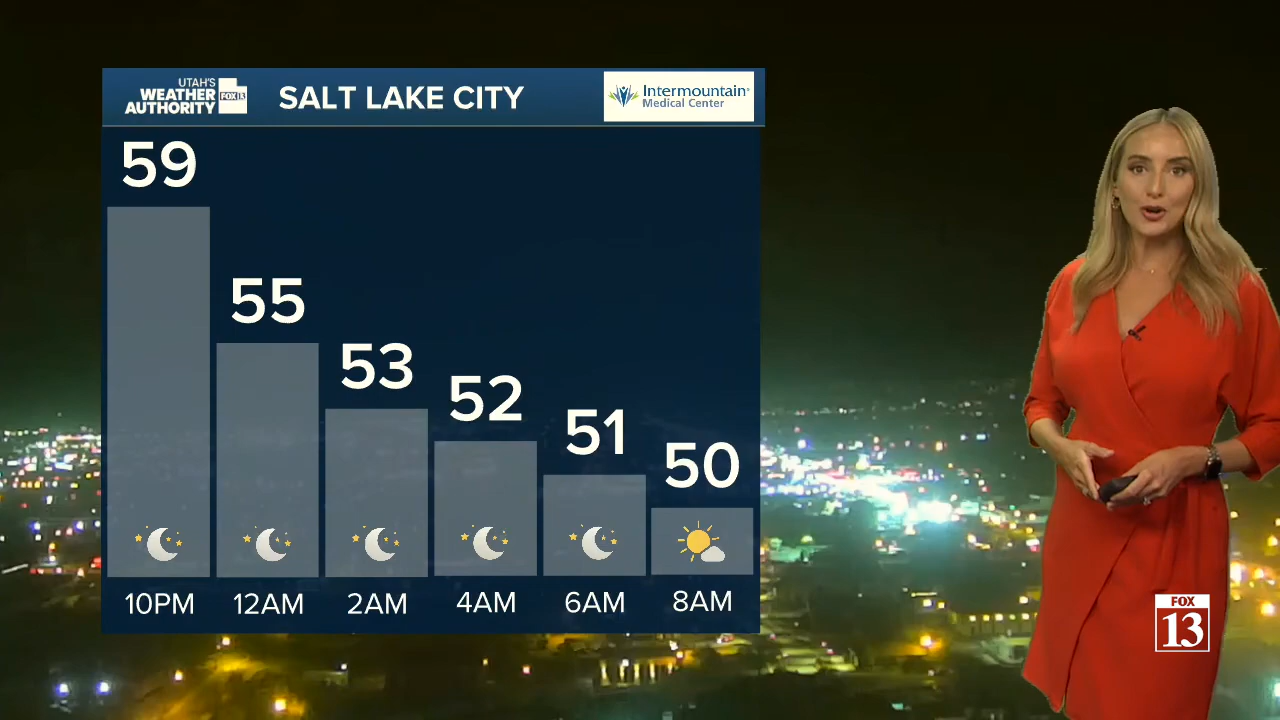 UTAH'S
WEATHER
AUTHORITY
FOX 13
SALT LAKE CITY
Intermountain®
Medical Center
59
55
53
52
51
50
10PM
12AM
2AM
4AM
6AM
8AM
FOX
13